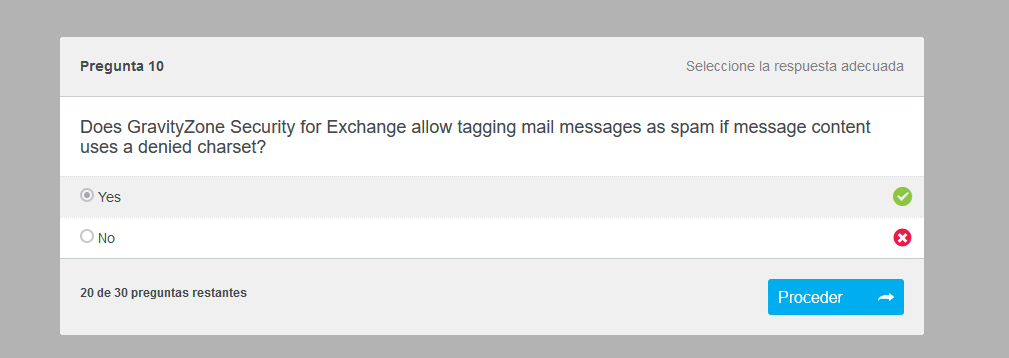 Pregunta 10
Seleccione la respuesta adecuada
Does GravityZone Security for Exchange allow tagging mail messages as spam if message content
uses a denied charset?
Yes
No
20 de 30 preguntas restantes
Proceder